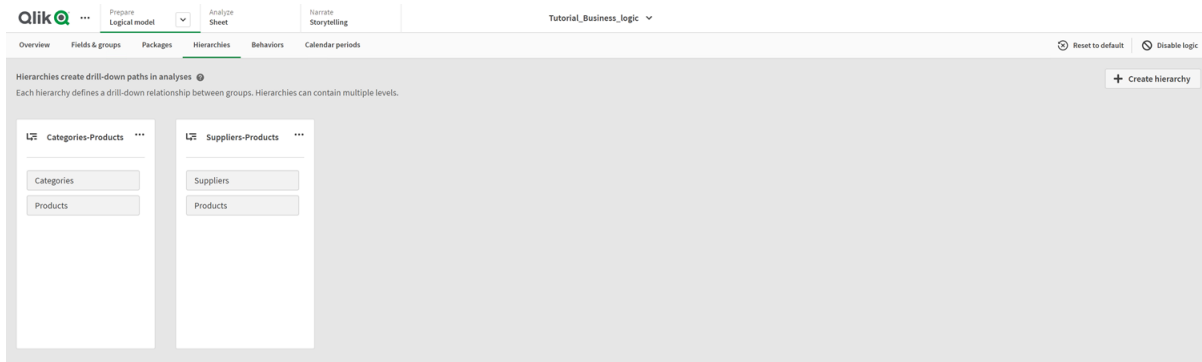 Qlik ... Prepare Logical model Analyze Sheet Narrate Storytelling Tutorial_Business_logic
Overview Fields & groups Packages Hierarchies Behaviors Calendar periods Reset to default Disable logic
Hierarchies create drill-down paths in analyses ?
Each hierarchy defines a drill-down relationship between groups. Hierarchies can contain multiple levels.
+ Create hierarchy
Categories-Products ...
Categories
Products
Suppliers-Products ...
Suppliers
Products